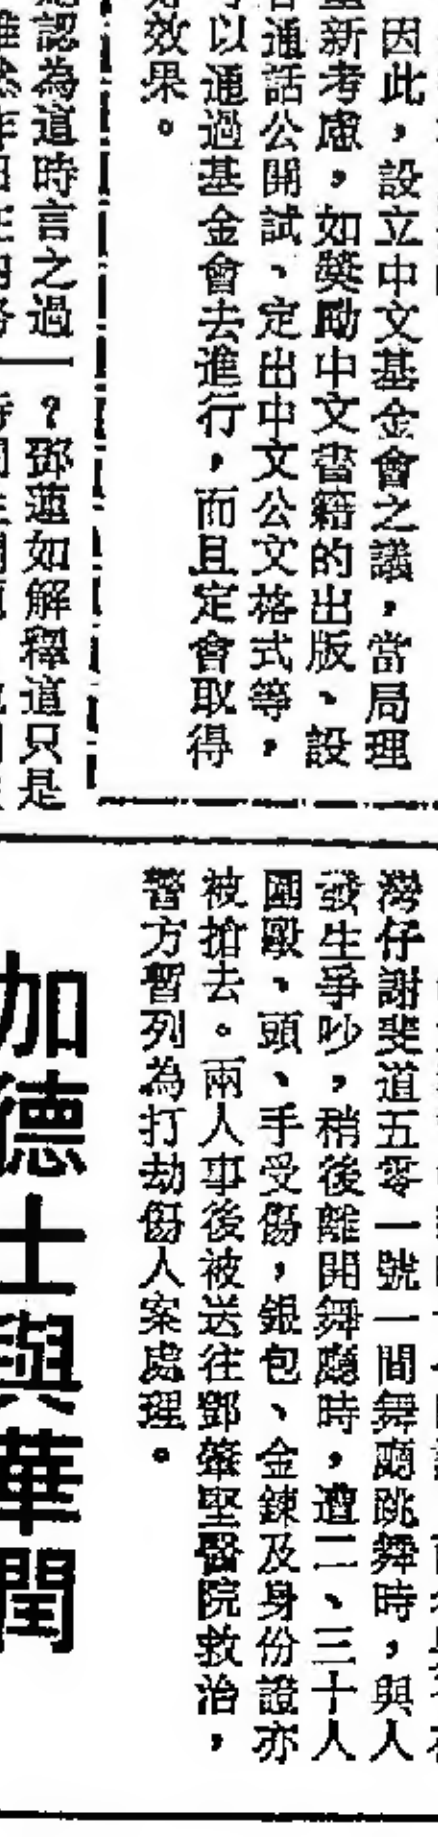 因此，設立中文基金會之議，當局理
新考慮，如獎勵中文書籍的出版、設
通話公開試、定出中文公文格式等，
以通過基金會去進行，而且定會取得
效果。
認為這時言之過
？鄧蓮如解釋這只是
灣仔謝斐道五零一號一間舞廳跳舞時，與人
發生爭吵，稍後離開舞廳時，遭二、三十人
圍毆、頭、手受傷，銀包、金鍊及身份證亦
被搶去。兩人事後被送往鄧肇堅醫院救治，
警方暫列為打劫傷人案處理。
加德士與華潤